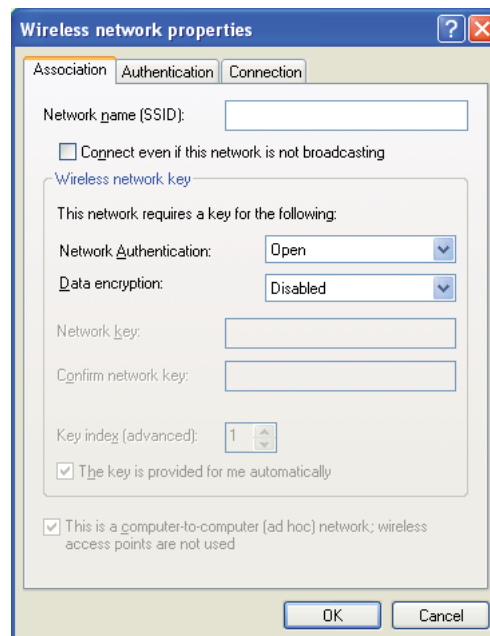 Wireless network properties
Association Authentication Connection
Network name (SSID):
Connect even if this network is not broadcasting
Wireless network key
This network requires a key for the following:
Network Authentication: Open
Data encryption: Disabled
Network key:
Confirm network key:
Key index (advanced): 1
The key is provided for me automatically
This is a computer-to-computer (ad hoc) network; wireless
access points are not used
OK Cancel